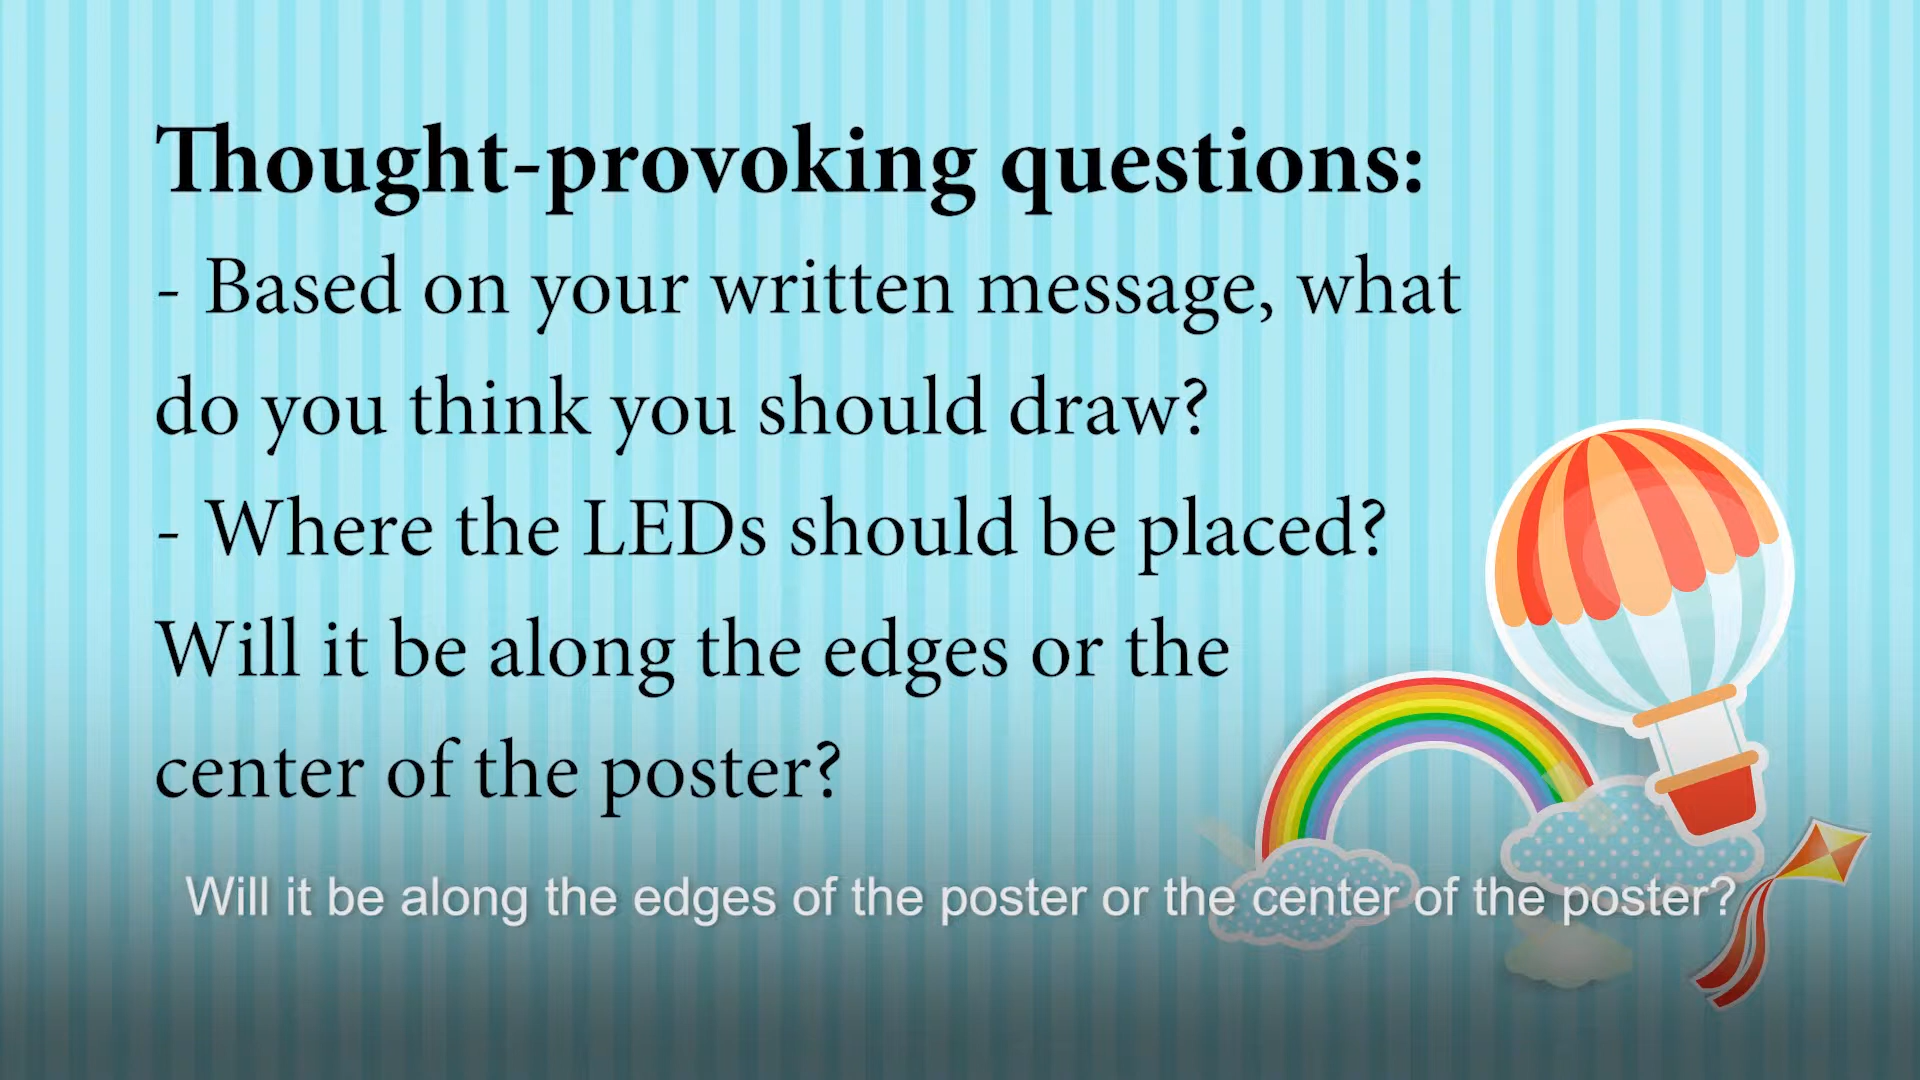 Thought-provoking questions:
- Based on your written message, what
do you think you should draw?
- Where the LEDs should be placed?
Will it be along the edges or the
center of the poster?
Will it be along the edges of the poster or the center of the poster?